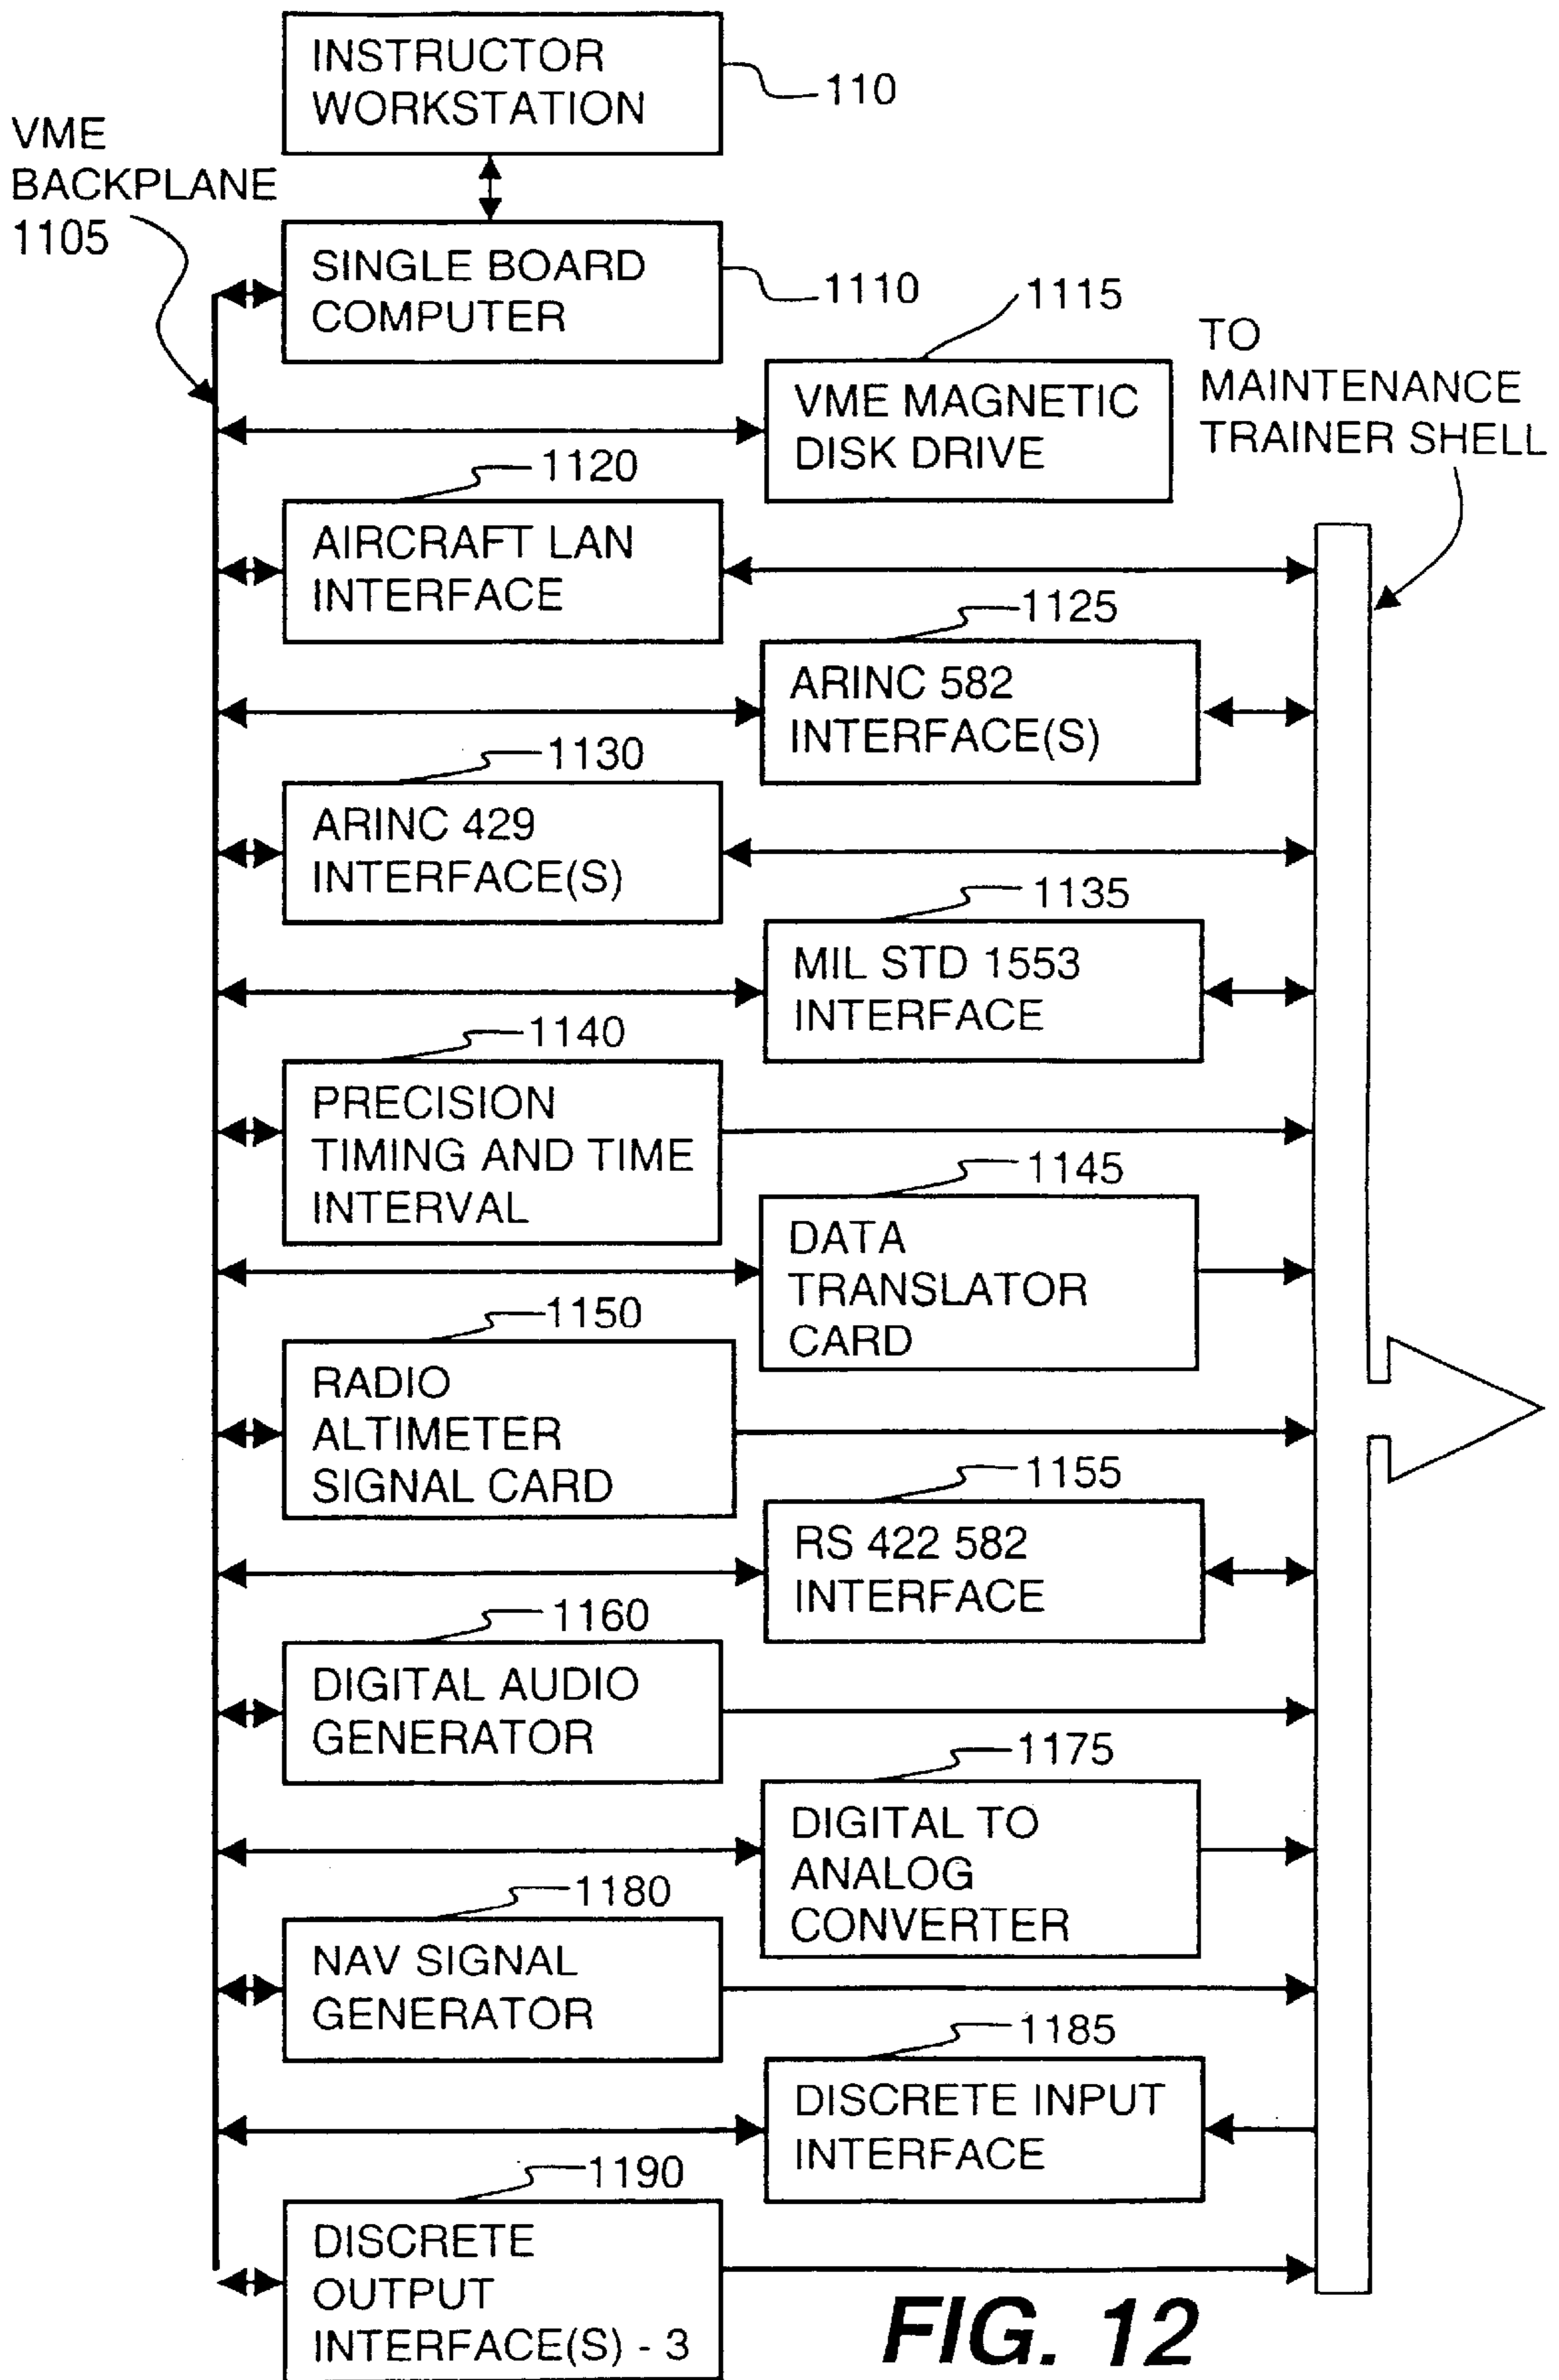 INSTRUCTOR
WORKSTATION
110
VME
BACKPLANE
1105
SINGLE BOARD
COMPUTER
1110
1115
VME MAGNETIC
DISK DRIVE
TO
MAINTENANCE
TRAINER SHELL
1120
AIRCRAFT LAN
INTERFACE
1125
ARINC 582
INTERFACE(S)
1130
ARINC 429
INTERFACE(S)
1135
MIL STD 1553
INTERFACE
1140
PRECISION
TIMING AND TIME
INTERVAL
1145
DATA
TRANSLATOR
CARD
1150
RADIO
ALTIMETER
SIGNAL CARD
1155
RS 422 582
INTERFACE
1160
DIGITAL AUDIO
GENERATOR
1175
DIGITAL TO
ANALOG
CONVERTER
1180
NAV SIGNAL
GENERATOR
1185
DISCRETE INPUT
INTERFACE
1190
DISCRETE
OUTPUT
INTERFACE(S) - 3
FIG. 12